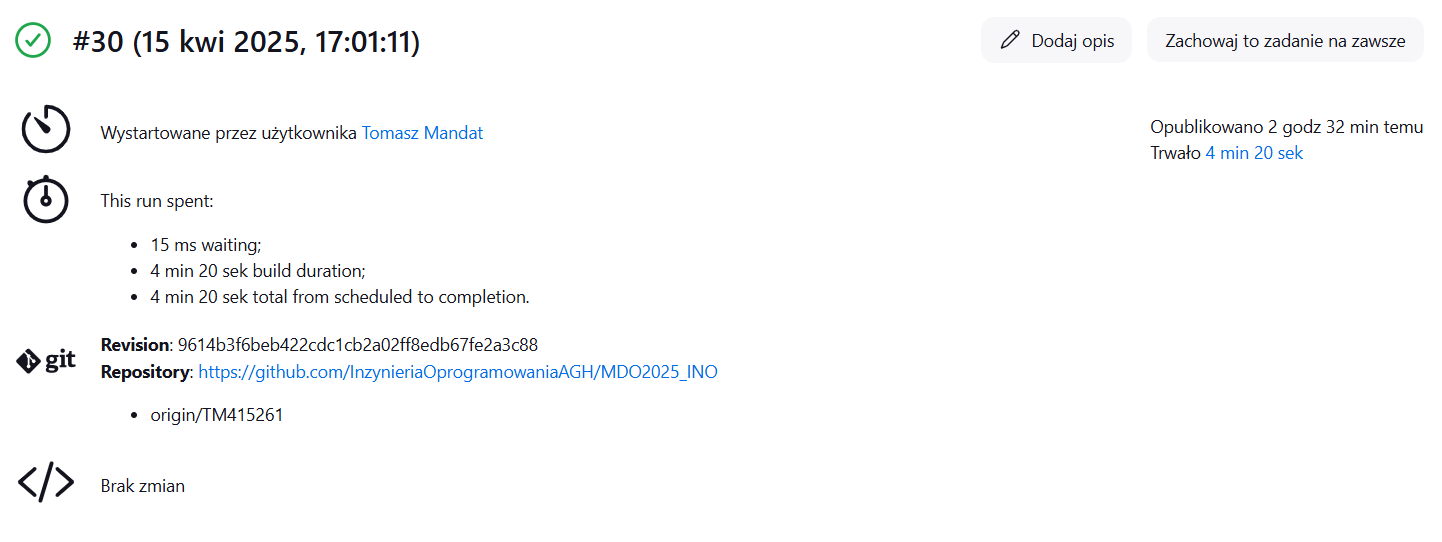 #30 (15 kwi 2025, 17:01:11)
Dodaj opis
Zachowaj to zadanie na zawsze
Wystartowane przez użytkownika Tomasz Mandat
Opublikowano 2 godz 32 min temu
Trwało 4 min 20 sek
This run spent:
15 ms waiting;
4 min 20 sek build duration;
4 min 20 sek total from scheduled to completion.
git
Revision: 9614b3f6beb422cdc1cb2a02ff8edb67fe2a3c88
Repository: https://github.com/InzynieriaOprogramowaniaAGH/MDO2025_INO
origin/TM415261
Brak zmian